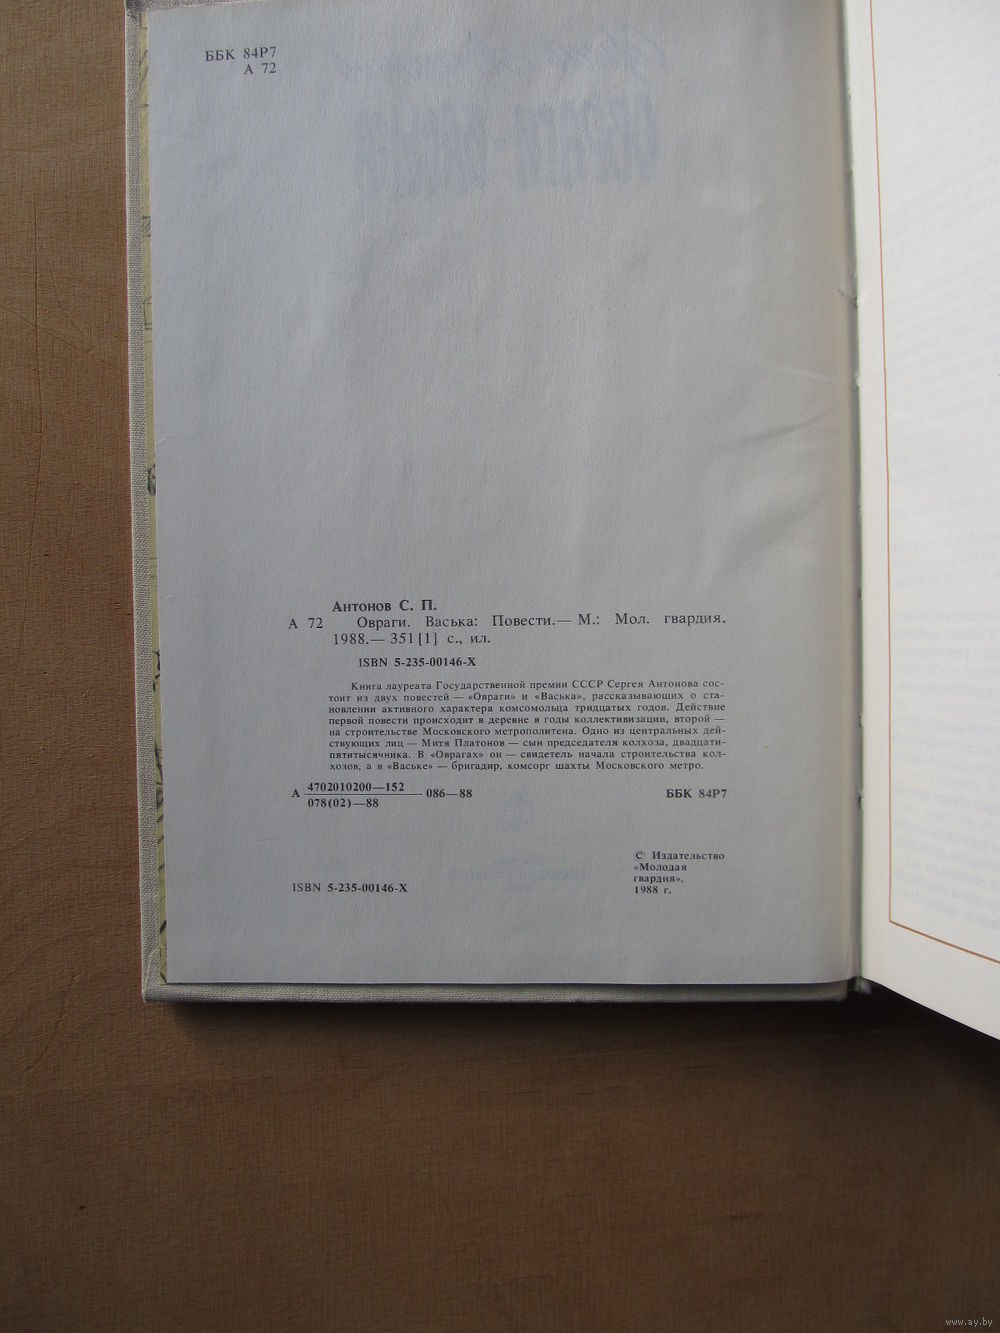 ББК 84Р7
А 72
Антонов С. П.
А 72 Овраги. Васька: Повести.— М.: Мол. гвардия,
1988.— 351[1] с., ил.
ISBN 5-235-00146-X
Книга лауреата Государственной премии СССР Сергея Антонова сос-
тоит из двух повестей — «Овраги» и «Васька», рассказывающих о ста-
новлении активного характера комсомольца тридцатых годов. Действие
первой повести происходит в деревне в годы коллективизации, второй —
на строительстве Московского метрополитена. Одно из центральных дей-
ствующих лиц — Митя Платонов — сын председателя колхоза, двадцати-
пятитысячника. В «Оврагах» он — свидетель начала строительства кол-
хозов, а в «Ваське» — бригадир, комсорг шахты Московского метро.
А 4702010200—152 086—88 ББК 84Р7
078(02)—88
© Издательство
«Молодая
гвардия»,
1988 г.
ISBN 5-235-00146-X
www.ay.by